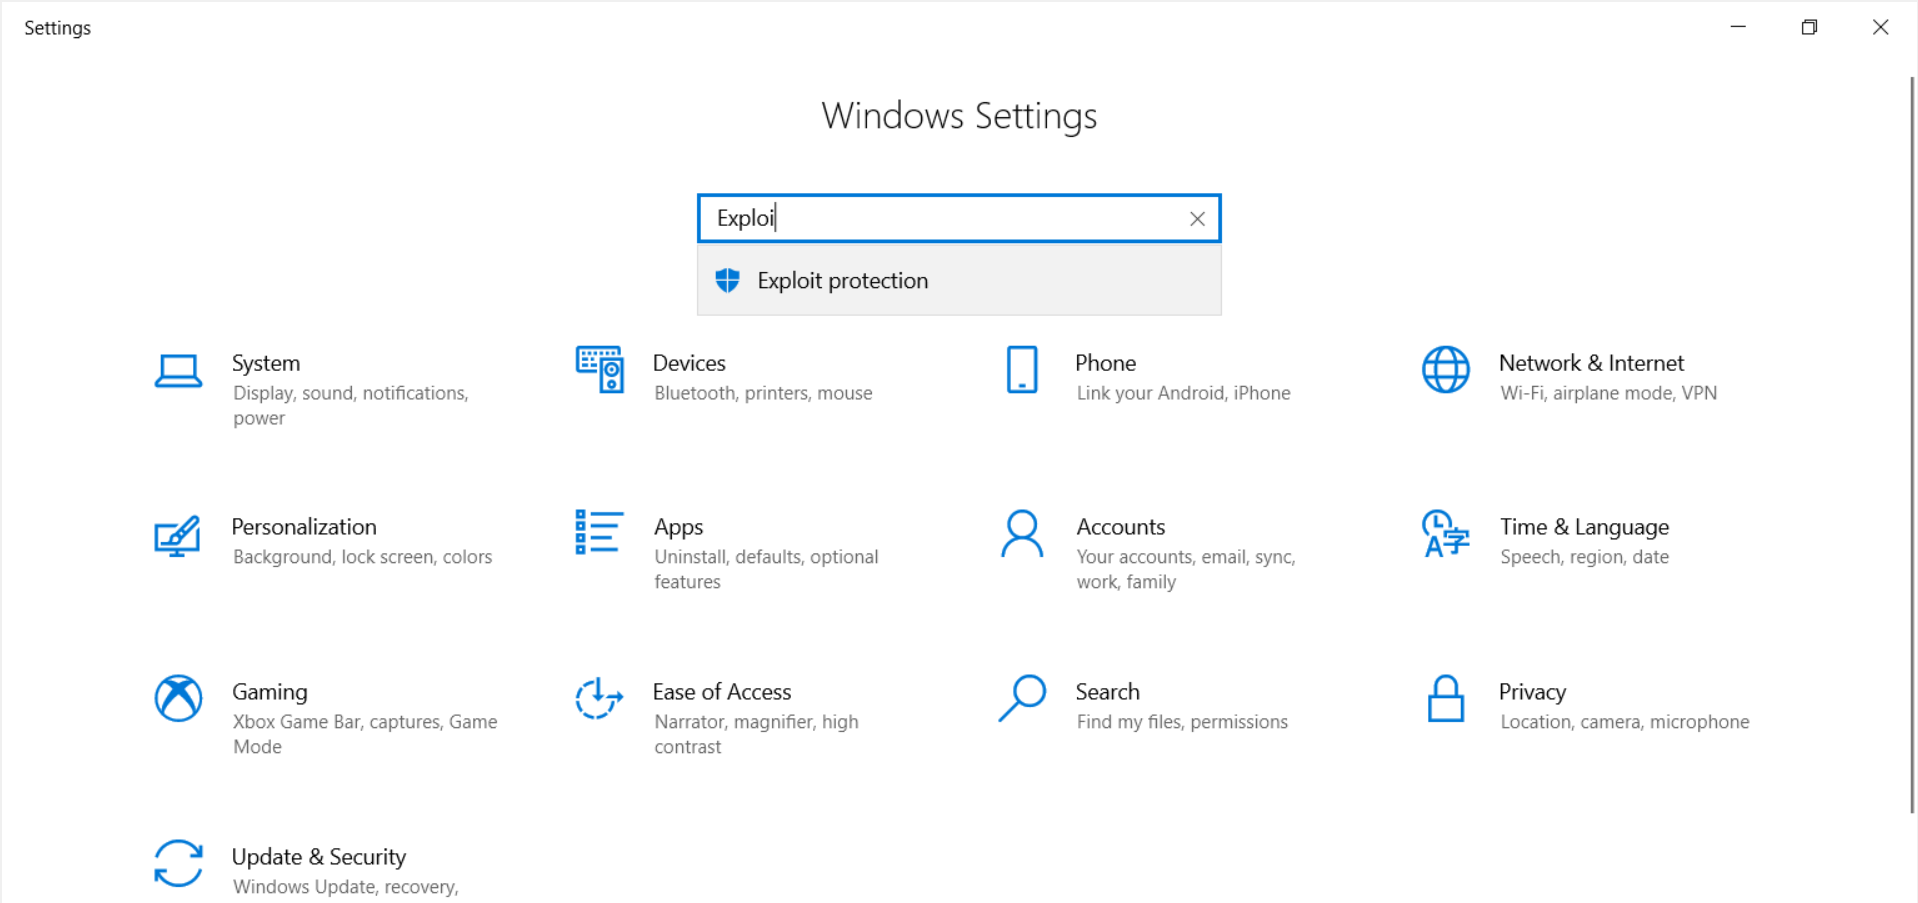 Settings
Windows Settings
Exploi
Exploit protection
System
Display, sound, notifications,
power
Devices
Bluetooth, printers, mouse
Phone
Link your Android, iPhone
Network & Internet
Wi-Fi, airplane mode, VPN
Personalization
Background, lock screen, colors
Apps
Uninstall, defaults, optional
features
Accounts
Your accounts, email, sync,
work, family
Time & Language
Speech, region, date
Gaming
Xbox Game Bar, captures, Game
Mode
Ease of Access
Narrator, magnifier, high
contrast
Search
Find my files, permissions
Privacy
Location, camera, microphone
Update & Security
Windows Update, recovery,